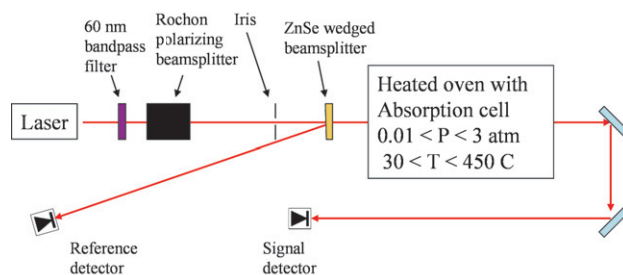 60 nm
bandpass
filter
Rochon
polarizing
beamsplitter
Iris
ZnSe wedged
beamsplitter
Laser
Heated oven with
Absorption cell
0.01 < P < 3 atm
30 < T < 450 C
Reference
detector
Signal
detector